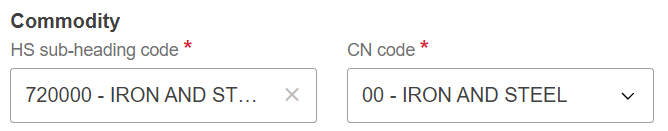 Commodity
HS sub-heading code * CN code *
720000 - IRON AND ST... 00 - IRON AND STEEL